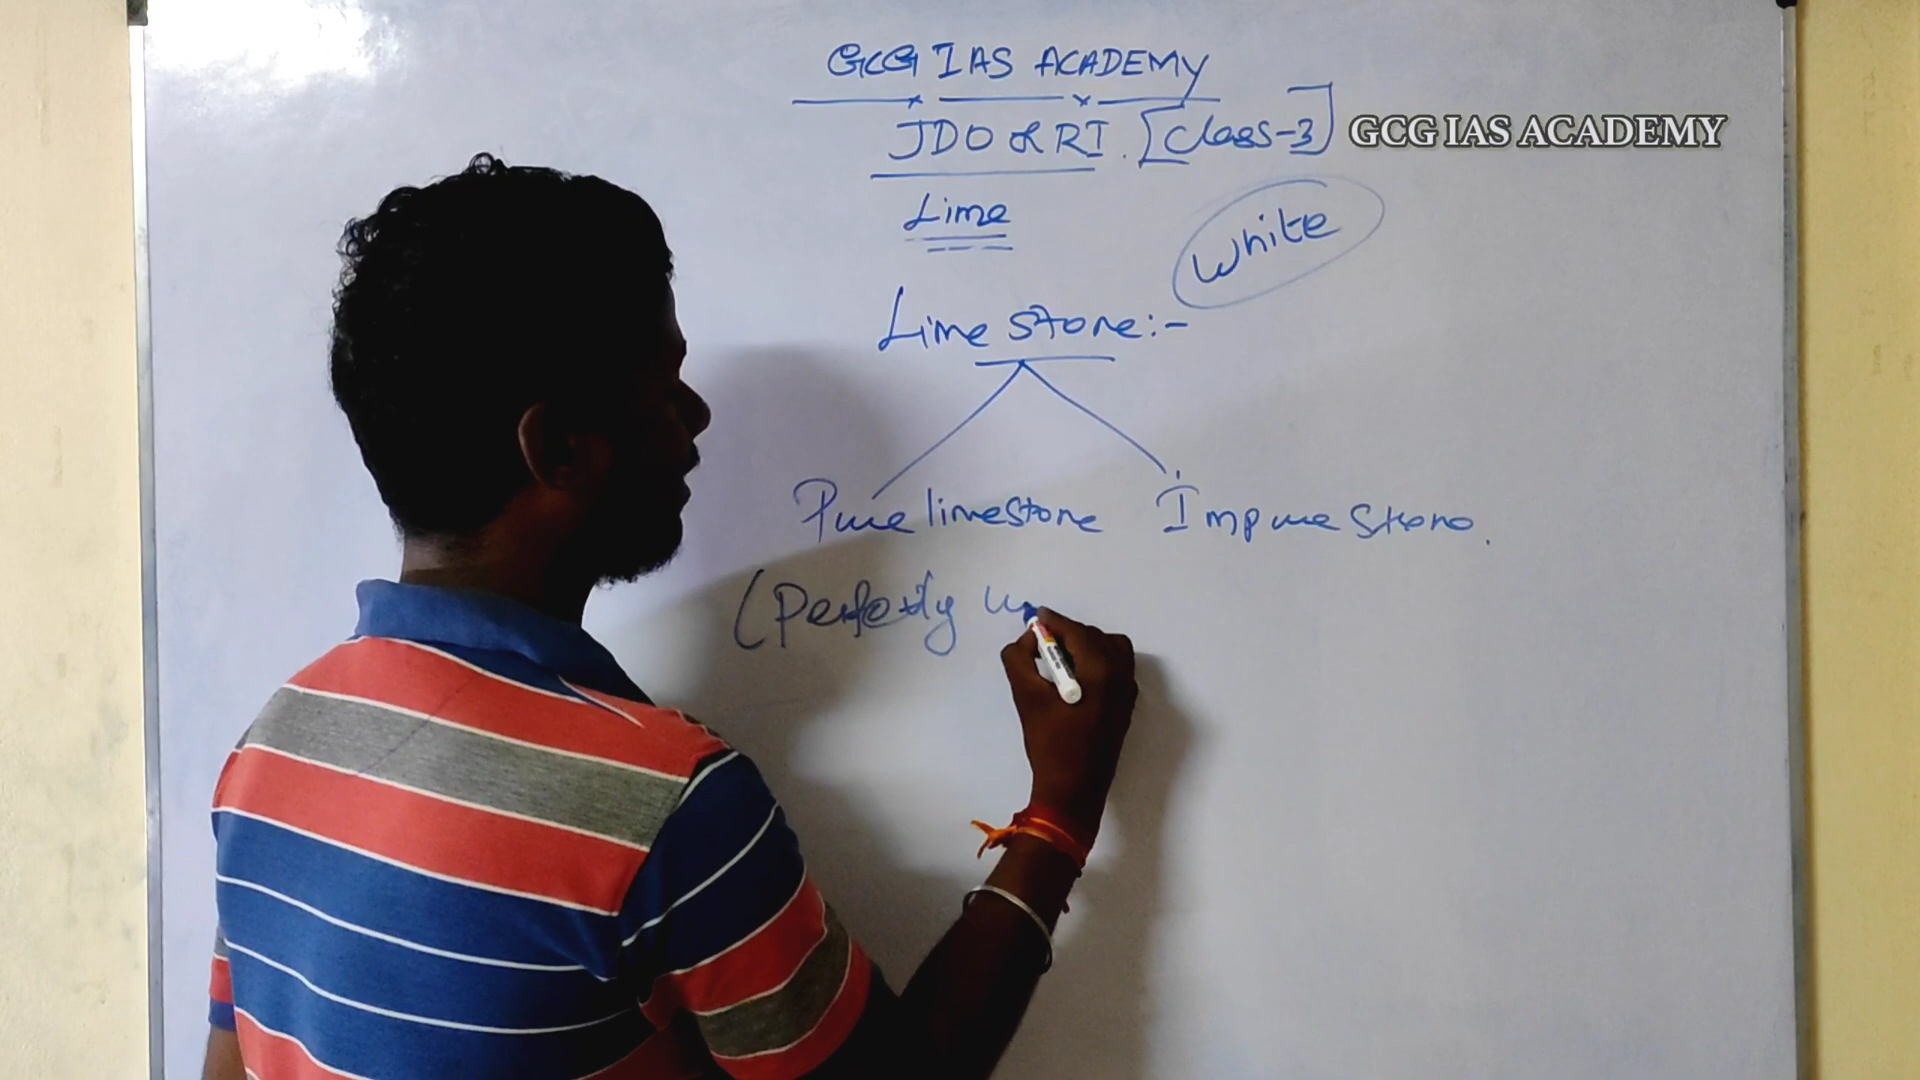 GCG IAS ACADEMY
JDO & RI. [Class-3]
GCG IAS ACADEMY
Lime
White
Lime Stone:-
Pure limestone Impure Stone.
(Perfectly